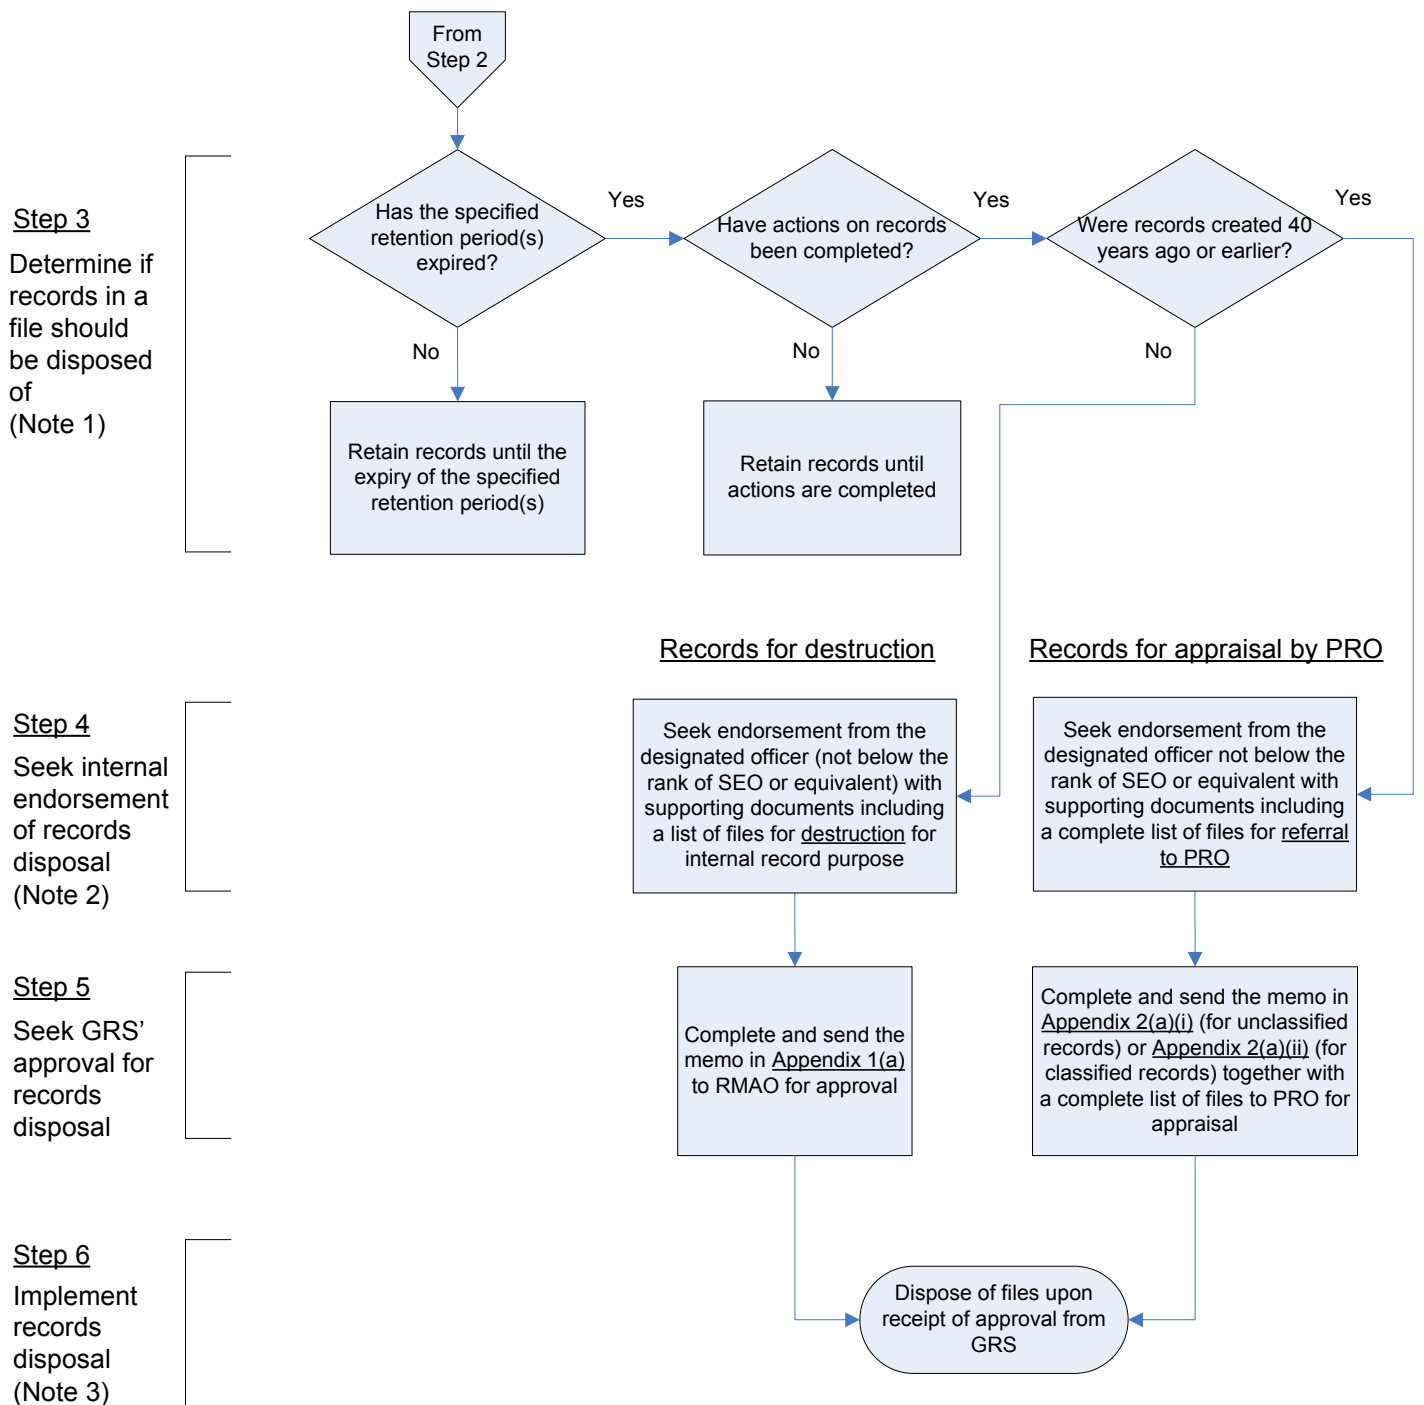 From
Step 2
Step 3
Determine if
records in a
file should
be disposed
of
(Note 1)
Has the specified
retention period(s)
expired?
Yes
Have actions on records
been completed?
Yes
Were records created 40
years ago or earlier?
Yes
No
No
No
Retain records until the
expiry of the specified
retention period(s)
Retain records until
actions are completed
Records for destruction
Records for appraisal by PRO
Step 4
Seek internal
endorsement
of records
disposal
(Note 2)
Seek endorsement from the
designated officer (not below the
rank of SEO or equivalent) with
supporting documents including
a list of files for destruction for
internal record purpose
Seek endorsement from the
designated officer not below the
rank of SEO or equivalent with
supporting documents including
a complete list of files for referral
to PRO
Step 5
Seek GRS'
approval for
records
disposal
Complete and send the
memo in Appendix 1(a)
to RMAO for approval
Complete and send the memo in
Appendix 2(a)(i) (for unclassified
records) or Appendix 2(a)(ii) (for
classified records) together with
a complete list of files to PRO for
appraisal
Step 6
Implement
records
disposal
(Note 3)
Dispose of files upon
receipt of approval from
GRS